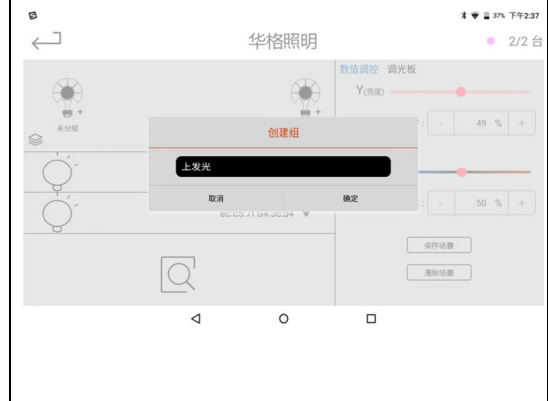 37% 下午2:37
华格照明
2/2 台
数值调控 调光板
Y(亮度)
未分组
- 49 % +
创建组
上发光
取消 确定
- 50 % +
保存场景
清除场景